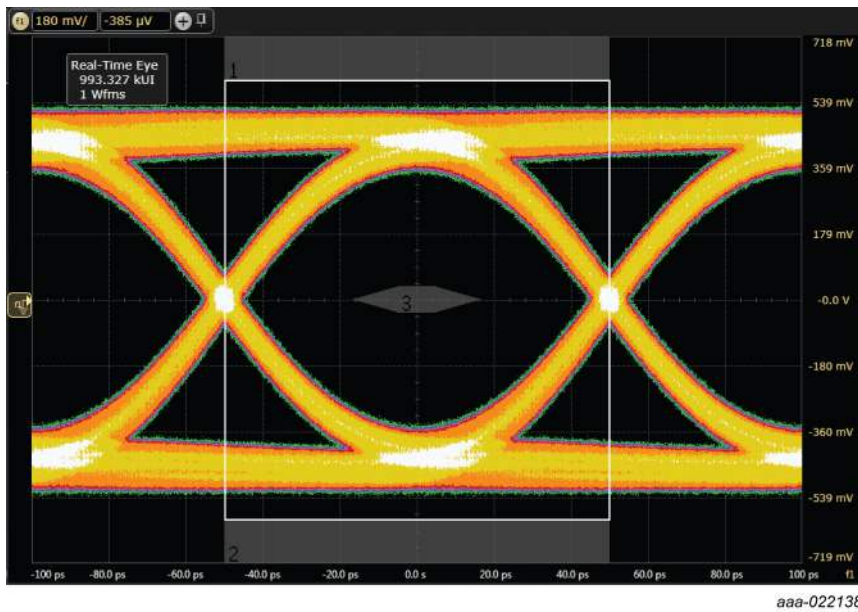 f1 180 mV/ -385 µV
Real-Time Eye
993.327 kUI
1 Wfms
1
718 mV
539 mV
359 mV
179 mV
3
-0.0 V
-180 mV
-360 mV
-539 mV
2
-719 mV
-100 ps -80.0 ps -60.0 ps -40.0 ps -20.0 ps 0.0 s 20.0 ps 40.0 ps 60.0 ps 80.0 ps 100 ps f1
aaa-022138